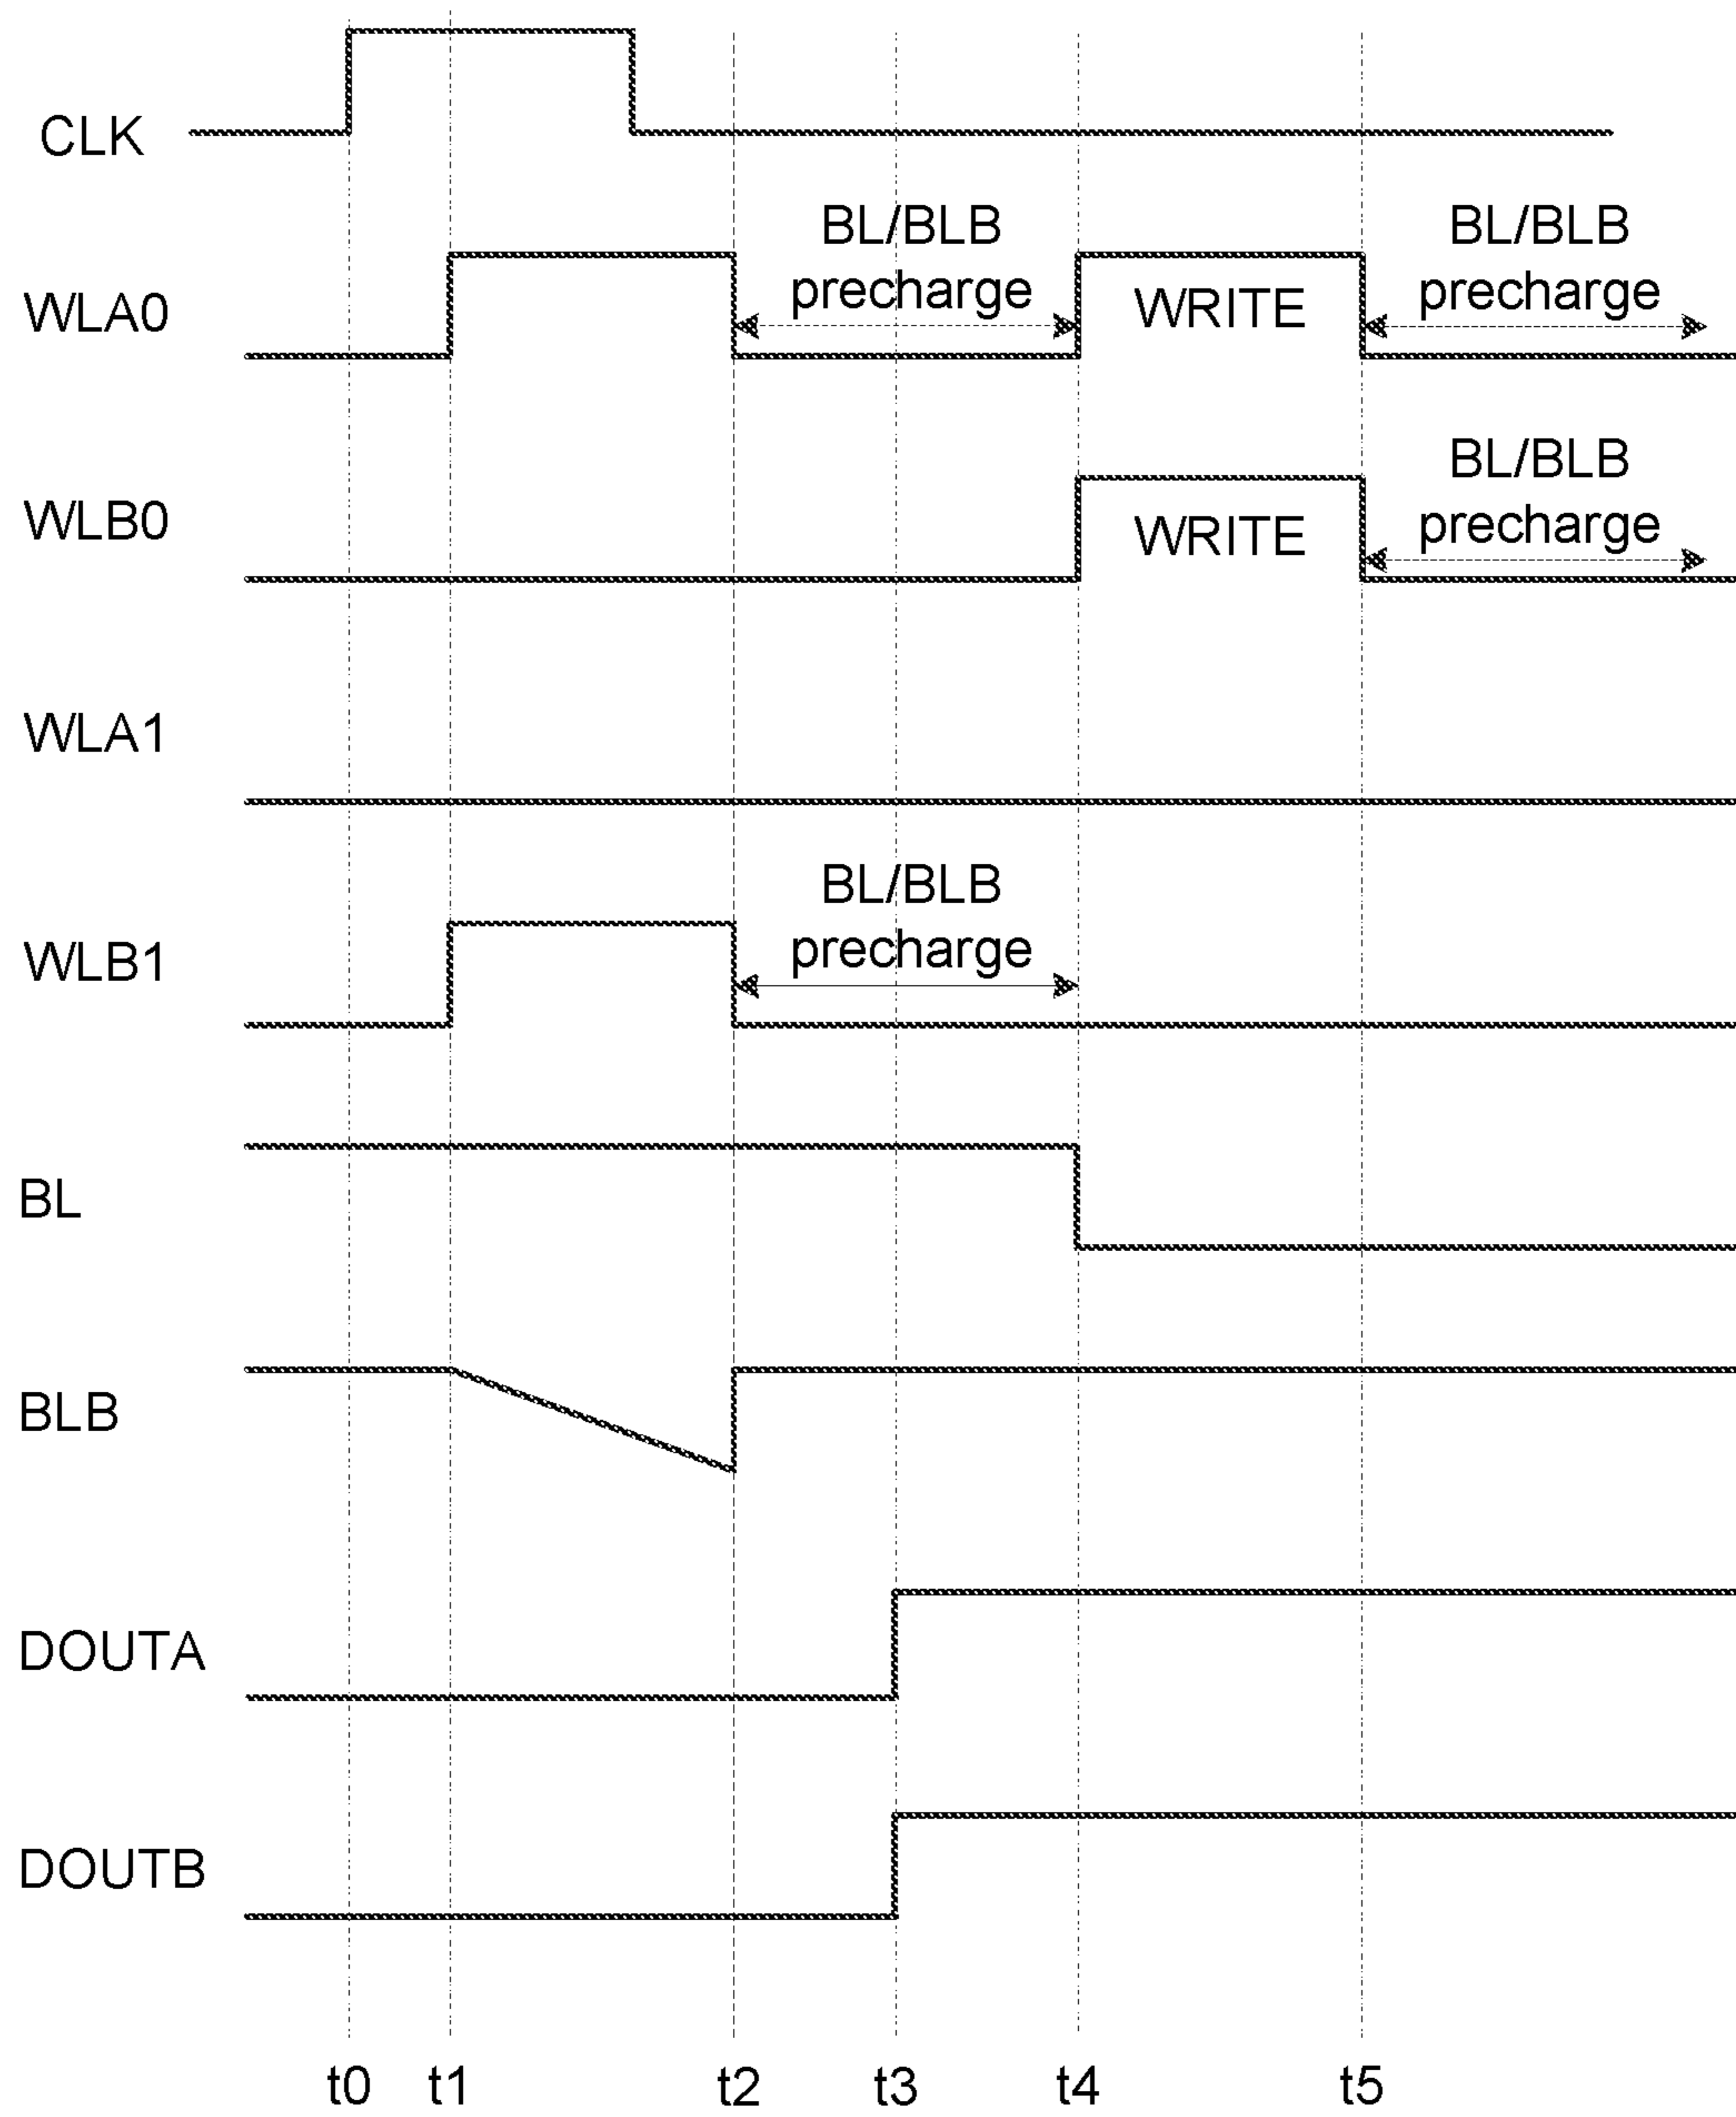 CLK
BL/BLB
precharge
BL/BLB
precharge
WLA0
WRITE
BL/BLB
precharge
WLB0
WRITE
WLA1
BL/BLB
precharge
WLB1
BL
BLB
DOUTA
DOUTB
t0 t1 t2 t3 t4 t5